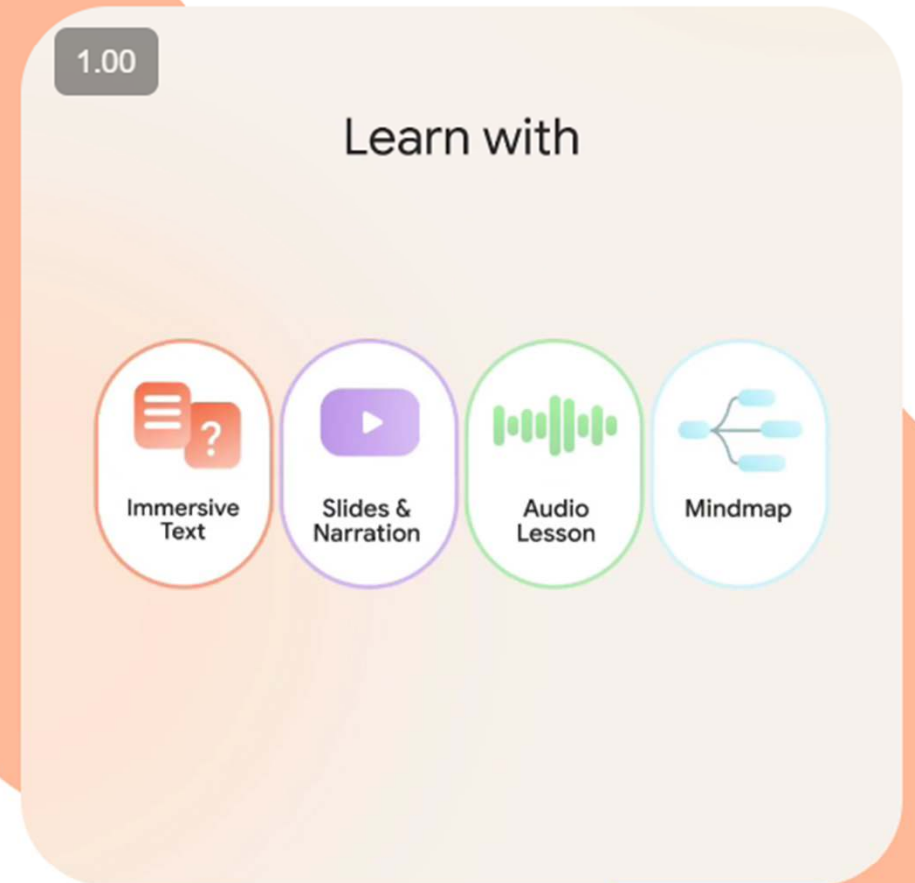 1.00
Learn with
?
Immersive
Text
Slides &
Narration
Audio
Lesson
Mindmap